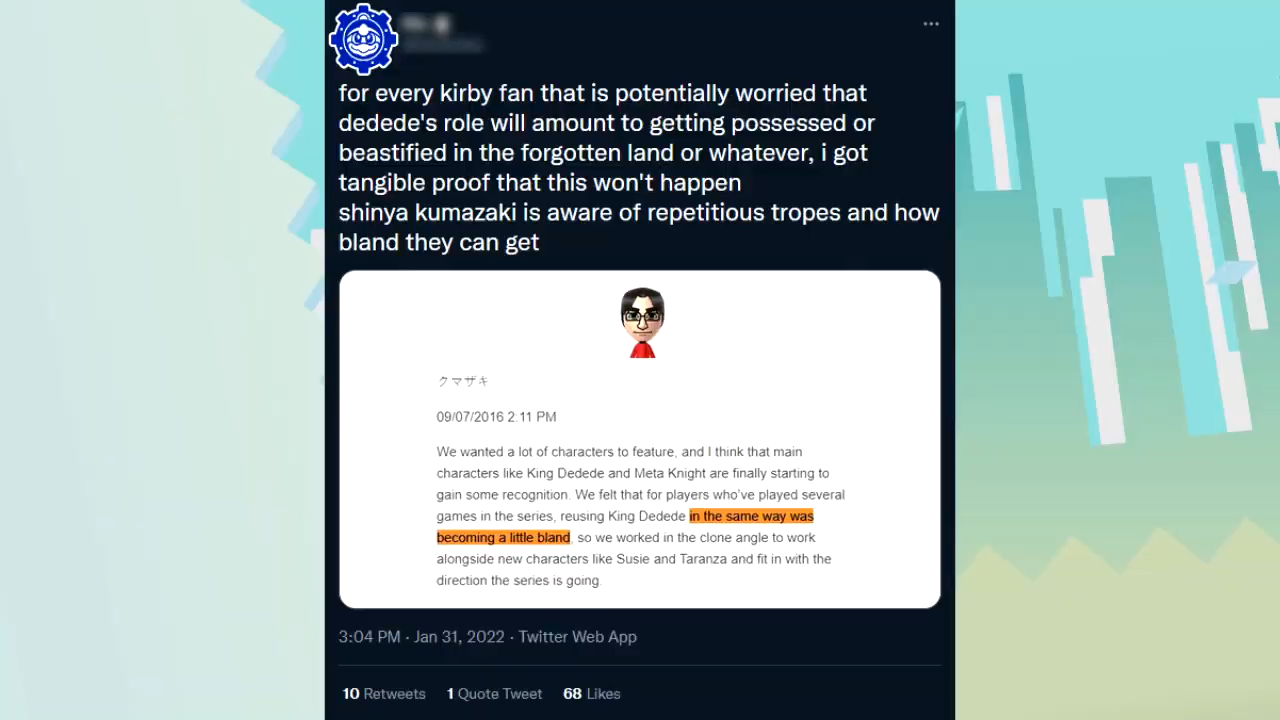 for every kirby fan that is potentially worried that
dedede's role will amount to getting possessed or
beastified in the forgotten land or whatever, i got
tangible proof that this won't happen
shinya kumazaki is aware of repetitious tropes and how
bland they can get
クマザキ
09/07/2016 2.11 PM
We wanted a lot of characters to feature, and I think that main
characters like King Dedede and Meta Knight are finally starting to
gain some recognition. We felt that for players who've played several
games in the series, reusing King Dedede in the same way was
becoming a little bland, so we worked in the clone angle to work
alongside new characters like Susie and Taranza and fit in with the
direction the series is going.
3:04 PM · Jan 31, 2022 · Twitter Web App
10 Retweets 1 Quote Tweet 68 Likes